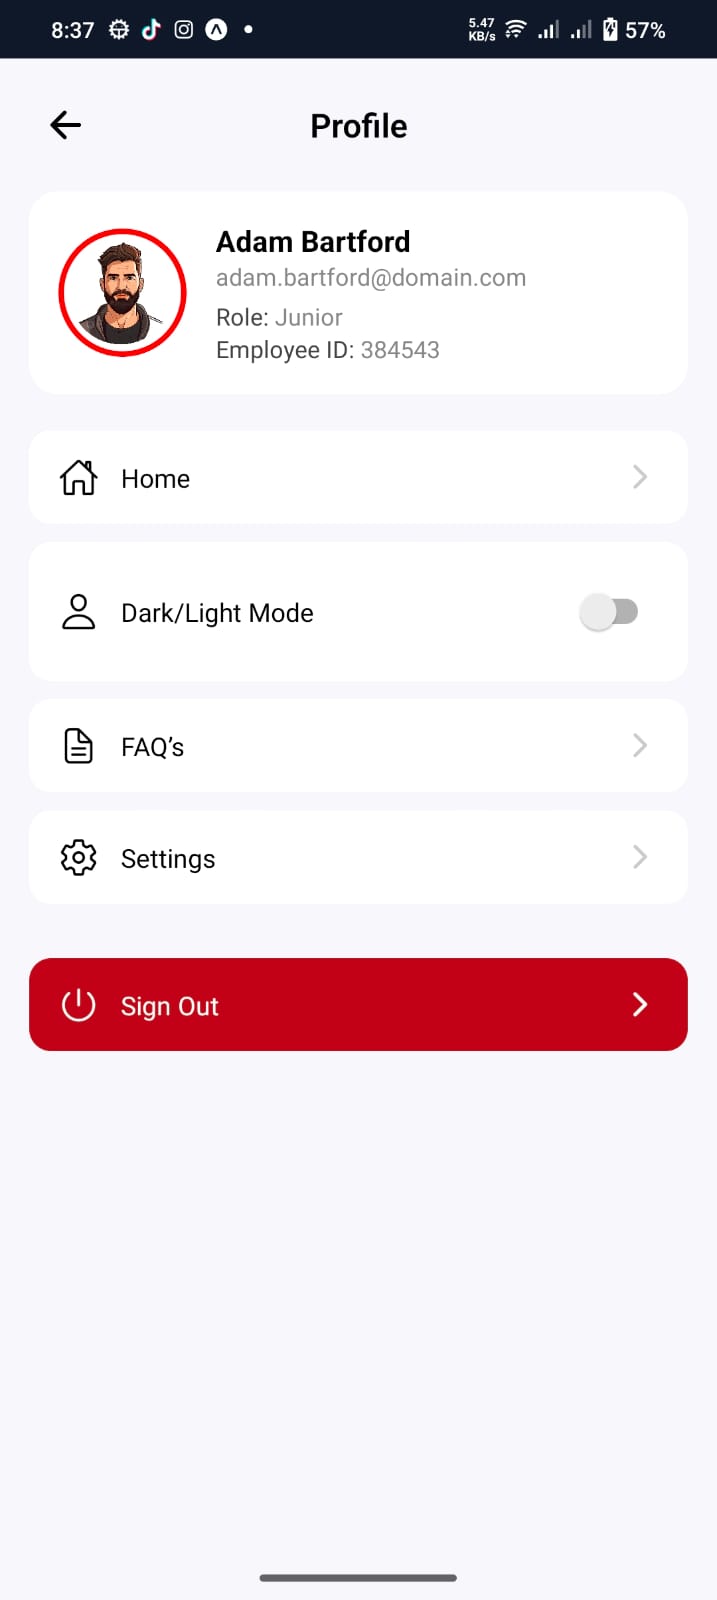 8:37
5.47
KB/s
57%
Profile
Adam Bartford
adam.bartford@domain.com
Role: Junior
Employee ID: 384543
Home
Dark/Light Mode
FAQ’s
Settings
Sign Out